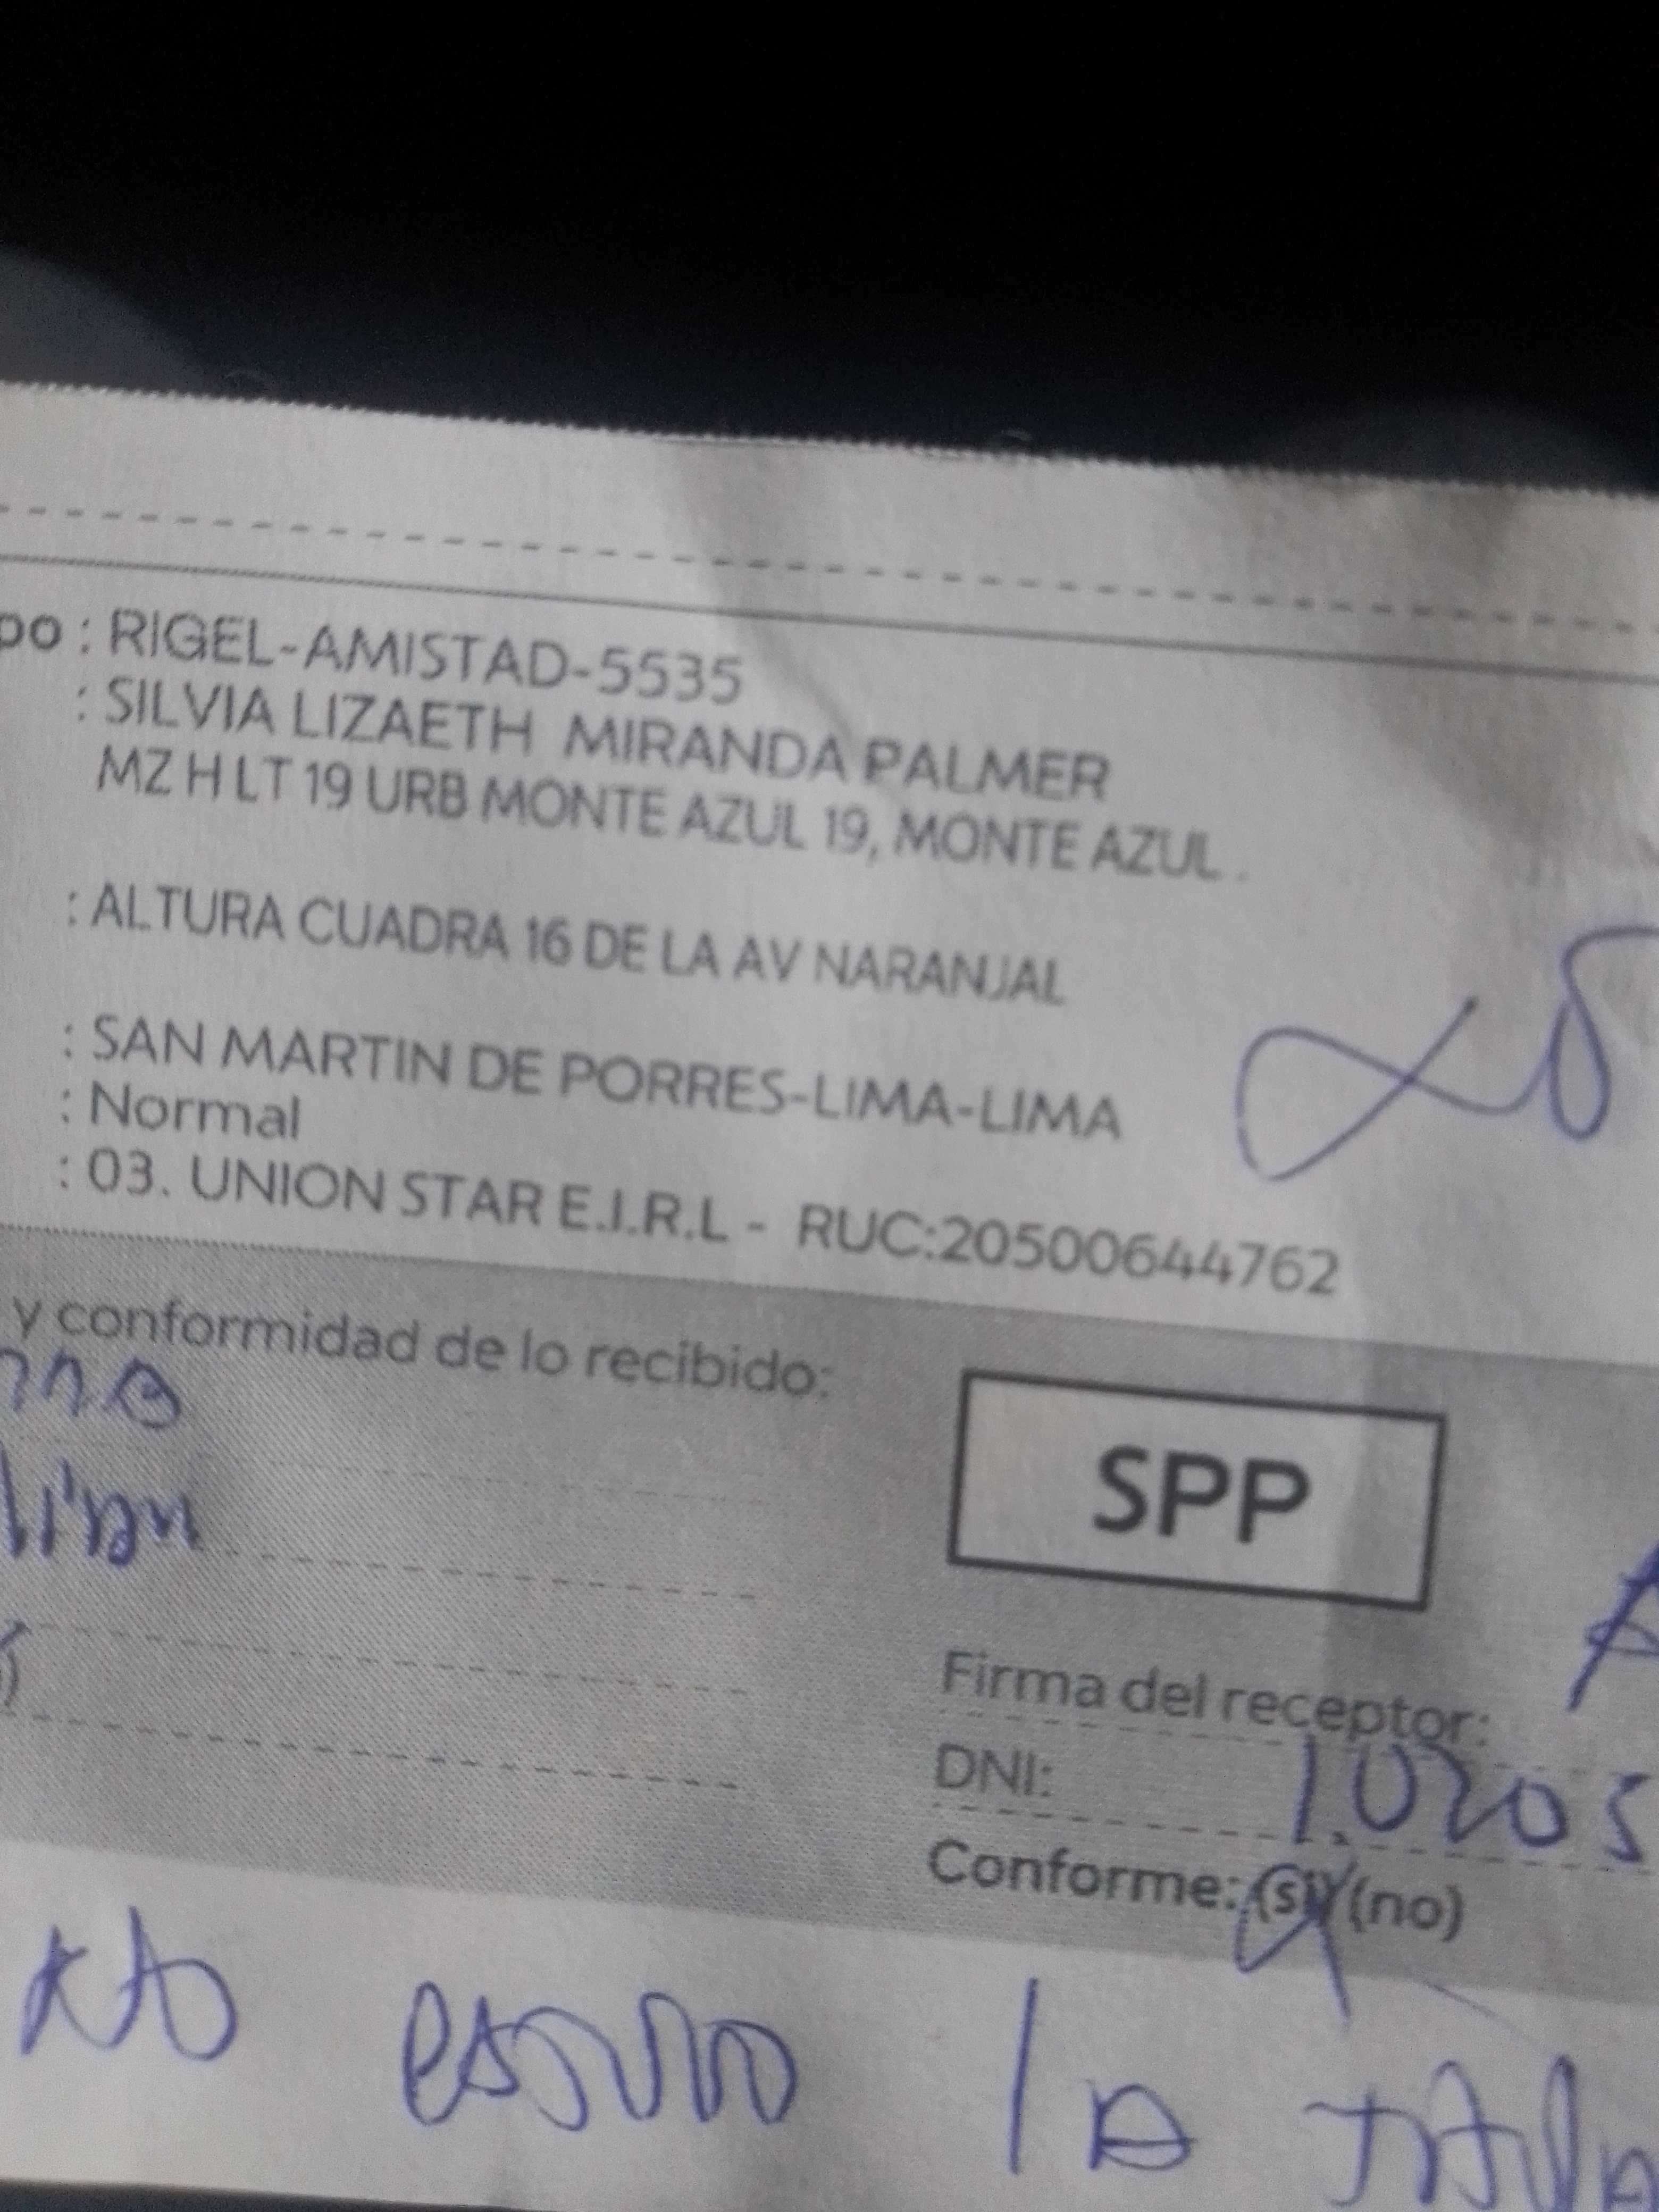 po : RIGEL-AMISTAD-5535
: SILVIA LIZAETH MIRANDA PALMER
MZ H LT 19 URB MONTE AZUL 19, MONTE AZUL .
: ALTURA CUADRA 16 DE LA AV NARANJAL
: SAN MARTIN DE PORRES-LIMA-LIMA
: Normal
: 03. UNION STAR E.I.R.L - RUC:20500644762
y conformidad de lo recibido:
SPP
Firma del receptor:
DNI: 10205
Conforme: (si) (no)
la